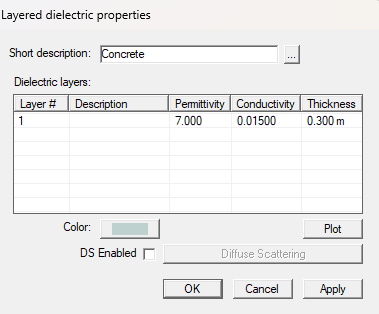 Layered dielectric properties
Short description: Concrete ...
Dielectric layers:
Layer # Description Permittivity Conductivity Thickness
1 7.000 0.01500 0.300 m
Color: Plot
DS Enabled Diffuse Scattering
OK Cancel Apply